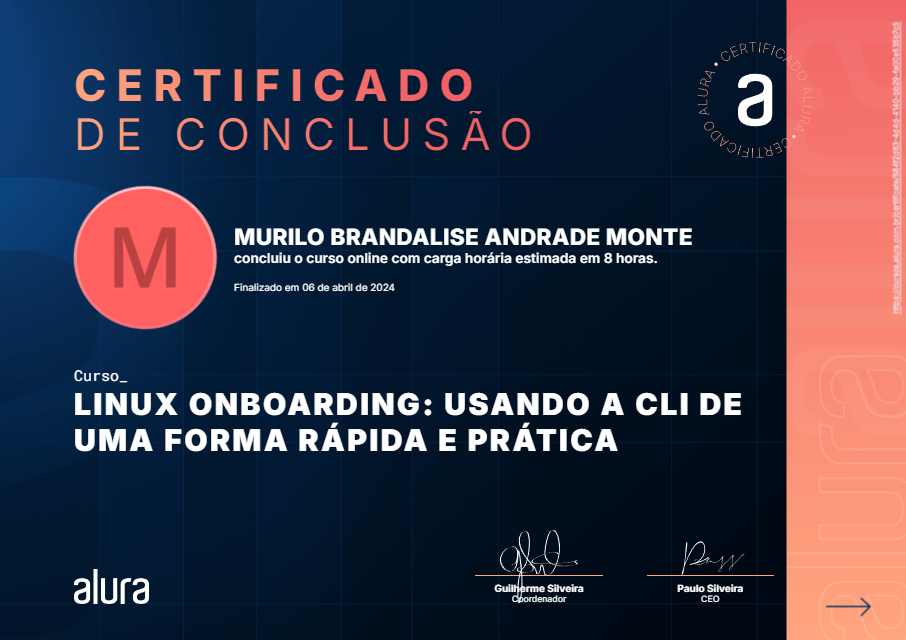 CERTIFICADO
DE CONCLUSÃO
CERTIFICADO ALURA • CERTIFICADO ALURA •
a
M
MURILO BRANDALISE ANDRADE MONTE
concluiu o curso online com carga horária estimada em 8 horas.
Finalizado em 06 de abril de 2024
Curso_
LINUX ONBOARDING: USANDO A CLI DE
UMA FORMA RÁPIDA E PRÁTICA
alura
Guilherme Silveira
Coordenador
Paulo Silveira
CEO
alura